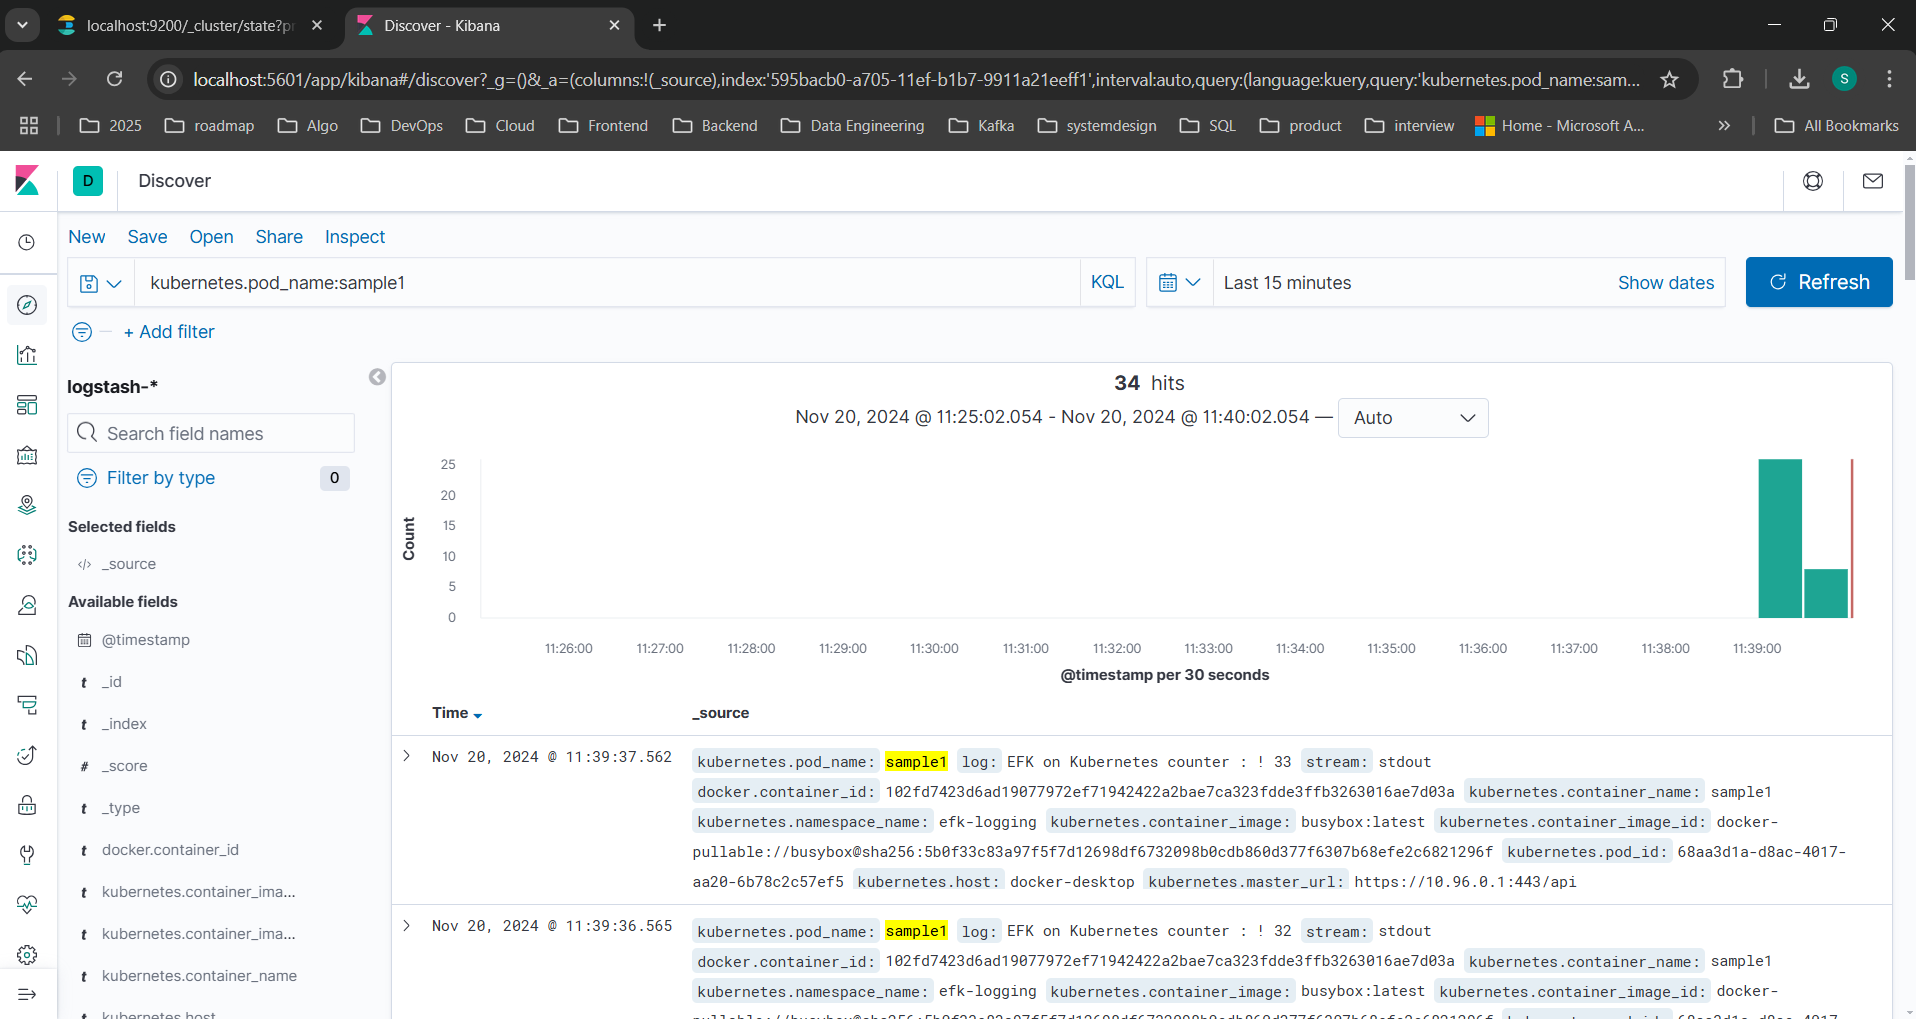 localhost:9200/_cluster/state?pr
Discover - Kibana
localhost:5601/app/kibana#/discover?_g=()&_a=(columns:!(_source),index:'595bacb0-a705-11ef-b1b7-9911a21eeff1',interval:auto,query:(language:kuery,query:'kubernetes.pod_name:sam...
S
2025 roadmap Algo DevOps Cloud Frontend Backend Data Engineering Kafka systemdesign SQL product interview Home - Microsoft A... » All Bookmarks
D Discover
New Save Open Share Inspect
kubernetes.pod_name:sample1 KQL Last 15 minutes Show dates Refresh
+ Add filter
logstash-*
Search field names
Filter by type 0
Selected fields
</> _source
Available fields
@timestamp
t _id
t _index
# _score
t _type
t docker.container_id
t kubernetes.container_ima...
t kubernetes.container_ima...
t kubernetes.container_name
t kubernetes.host
34 hits
Nov 20, 2024 @ 11:25:02.054 - Nov 20, 2024 @ 11:40:02.054 — Auto
Count
25
20
15
10
5
0
11:26:00 11:27:00 11:28:00 11:29:00 11:30:00 11:31:00 11:32:00 11:33:00 11:34:00 11:35:00 11:36:00 11:37:00 11:38:00 11:39:00
@timestamp per 30 seconds
Time _source
Nov 20, 2024 @ 11:39:37.562 kubernetes.pod_name: sample1 log: EFK on Kubernetes counter : ! 33 stream: stdout
docker.container_id: 102fd7423d6ad19077972ef71942422a2bae7ca323fdde3ffb3263016ae7d03a kubernetes.container_name: sample1
kubernetes.namespace_name: efk-logging kubernetes.container_image: busybox:latest kubernetes.container_image_id: docker-
pullable://busybox@sha256:5b0f33c83a97f5f7d12698df6732098b0cdb860d377f6307b68efe2c6821296f kubernetes.pod_id: 68aa3d1a-d8ac-4017-
aa20-6b78c2c57ef5 kubernetes.host: docker-desktop kubernetes.master_url: https://10.96.0.1:443/api
Nov 20, 2024 @ 11:39:36.565 kubernetes.pod_name: sample1 log: EFK on Kubernetes counter : ! 32 stream: stdout
docker.container_id: 102fd7423d6ad19077972ef71942422a2bae7ca323fdde3ffb3263016ae7d03a kubernetes.container_name: sample1
kubernetes.namespace_name: efk-logging kubernetes.container_image: busybox:latest kubernetes.container_image_id: docker-